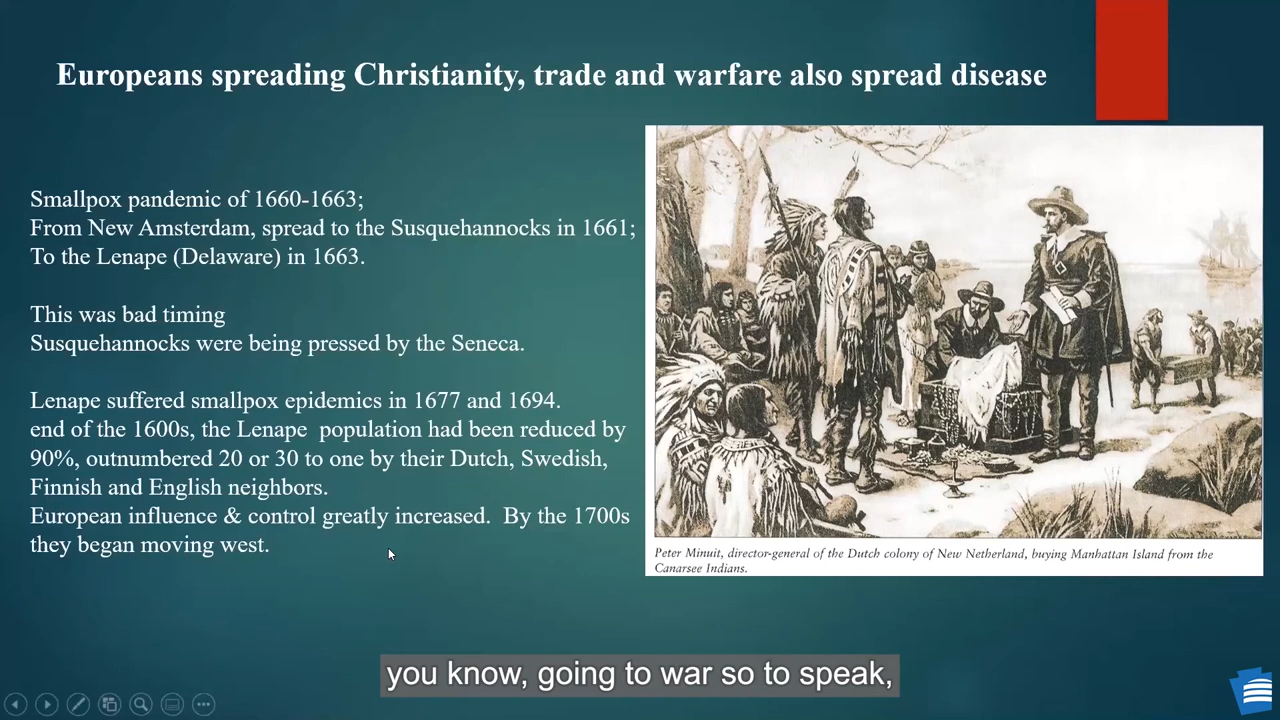 Europeans spreading Christianity, trade and warfare also spread disease
Smallpox pandemic of 1660-1663;
From New Amsterdam, spread to the Susquehannocks in 1661;
To the Lenape (Delaware) in 1663.
This was bad timing
Susquehannocks were being pressed by the Seneca.
Lenape suffered smallpox epidemics in 1677 and 1694.
end of the 1600s, the Lenape population had been reduced by
90%, outnumbered 20 or 30 to one by their Dutch, Swedish,
Finnish and English neighbors.
European influence & control greatly increased. By the 1700s
they began moving west.
Peter Minuit, director-general of the Dutch colony of New Netherland, buying Manhattan Island from the
Canarsee Indians.
you know, going to war so to speak,